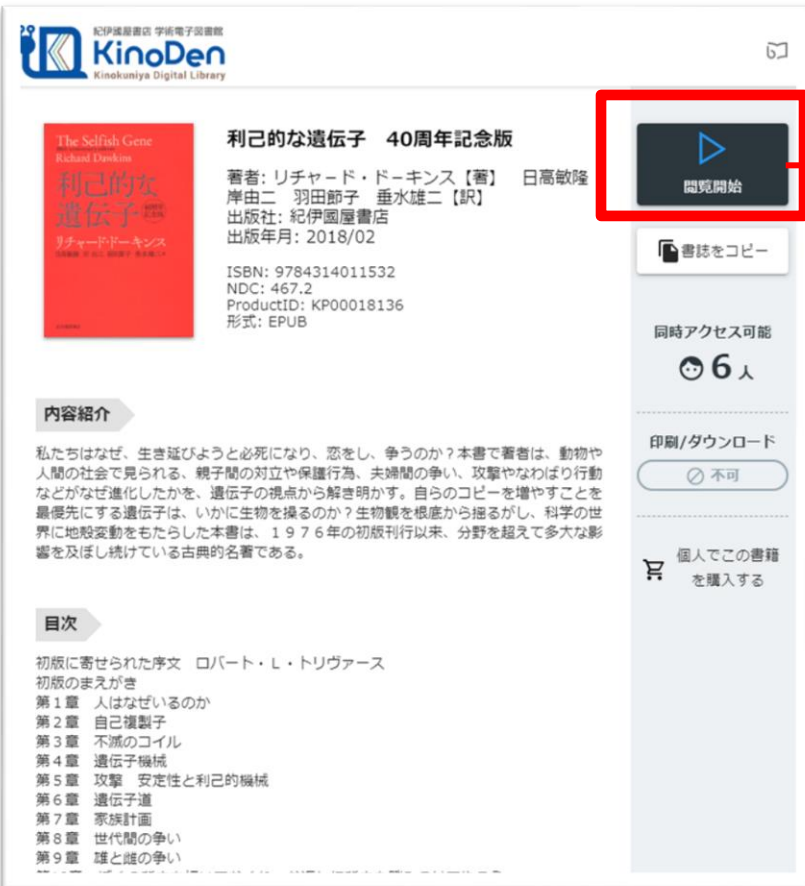 紀伊國屋書店 学術電子図書館
KinoDen
Kinokuniya Digital Library
The Selfish Gene
Richard Dawkins
利己的な
遺伝子
リチャード・ドーキンス
利己的な遺伝子 40周年記念版
著者: リチャード・ドーキンス【著】 日高敏隆
岸由二 羽田節子 垂水雄二【訳】
出版社: 紀伊國屋書店
出版年月: 2018/02
ISBN: 9784314011532
NDC: 467.2
ProductID: KP00018136
形式: EPUB
閲覧開始
書誌をコピー
同時アクセス可能
6 人
印刷/ダウンロード
不可
個人でこの書籍
を購入する
内容紹介
私たちはなぜ、生き延びようと必死になり、恋をし、争うのか?本書で著者は、動物や
人間の社会で見られる、親子間の対立や保護行為、夫婦間の争い、攻撃やなわばり行動
などがなぜ進化したかを、遺伝子の視点から解き明かす。自らのコピーを増やすことを
最優先にする遺伝子は、いかに生物を操るのか?生物観を根底から揺るがし、科学の世
界に地殻変動をもたらした本書は、1976年の初版刊行以来、分野を超えて多大な影
響を及ぼし続けている古典的名著である。
目次
初版に寄せられた序文 ロバート・L・トリヴァース
初版のまえがき
第1章 人はなぜいるのか
第2章 自己複製子
第3章 不滅のコイル
第4章 遺伝子機械
第5章 攻撃 安定性と利己的機械
第6章 遺伝子道
第7章 家族計画
第8章 世代間の争い
第9章 雄と雌の争い